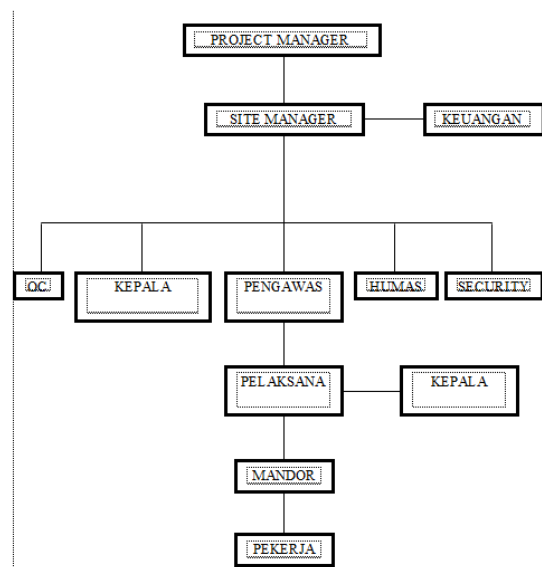 PROJECT MANAGER
SITE MANAGER
KEUANGAN
QC
KEPALA
PENGAWAS
HUMAS
SECURITY
PELAKSANA
KEPALA
MANDOR
PEKERJA